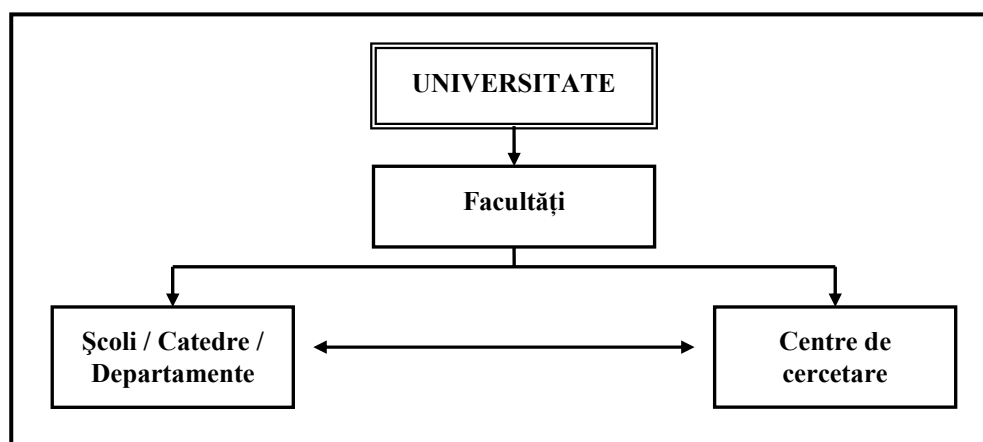 UNIVERSITATE
Facultăți
Şcoli / Catedre /
Departamente
Centre de
cercetare